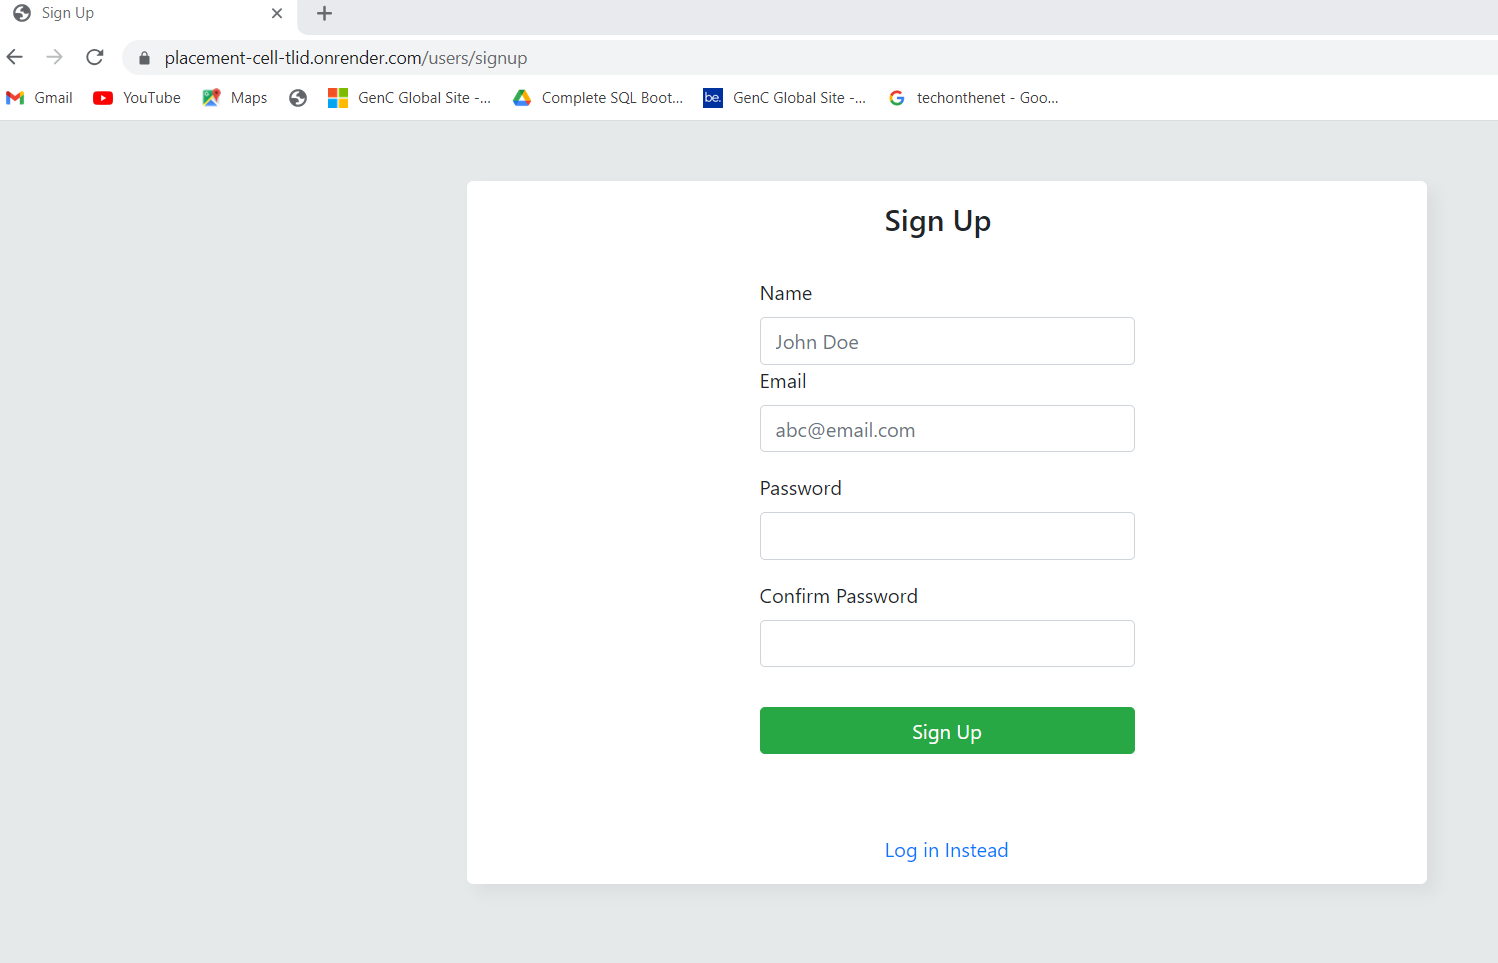 Sign Up
placement-cell-tlid.onrender.com/users/signup
Gmail YouTube Maps GenC Global Site -... Complete SQL Boot... be. GenC Global Site -... techonthenet - Goo...
Sign Up
Name
John Doe
Email
abc@email.com
Password
Confirm Password
Sign Up
Log in Instead